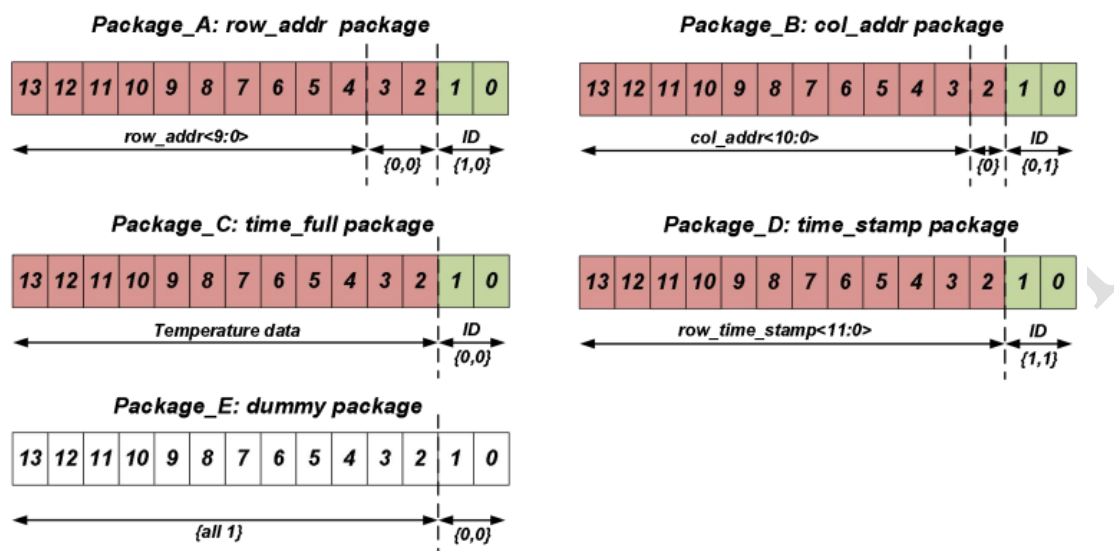 Package_A: row_addr package
13 12 11 10 9 8 7 6 5 4 3 2 1 0
row_addr<9:0>
{0,0}
ID
{1,0}
Package_B: col_addr package
13 12 11 10 9 8 7 6 5 4 3 2 1 0
col_addr<10:0>
{0}
ID
{0,1}
Package_C: time_full package
13 12 11 10 9 8 7 6 5 4 3 2 1 0
Temperature data
ID
{0,0}
Package_D: time_stamp package
13 12 11 10 9 8 7 6 5 4 3 2 1 0
row_time_stamp<11:0>
ID
{1,1}
Package_E: dummy package
13 12 11 10 9 8 7 6 5 4 3 2 1 0
{all 1}
{0,0}